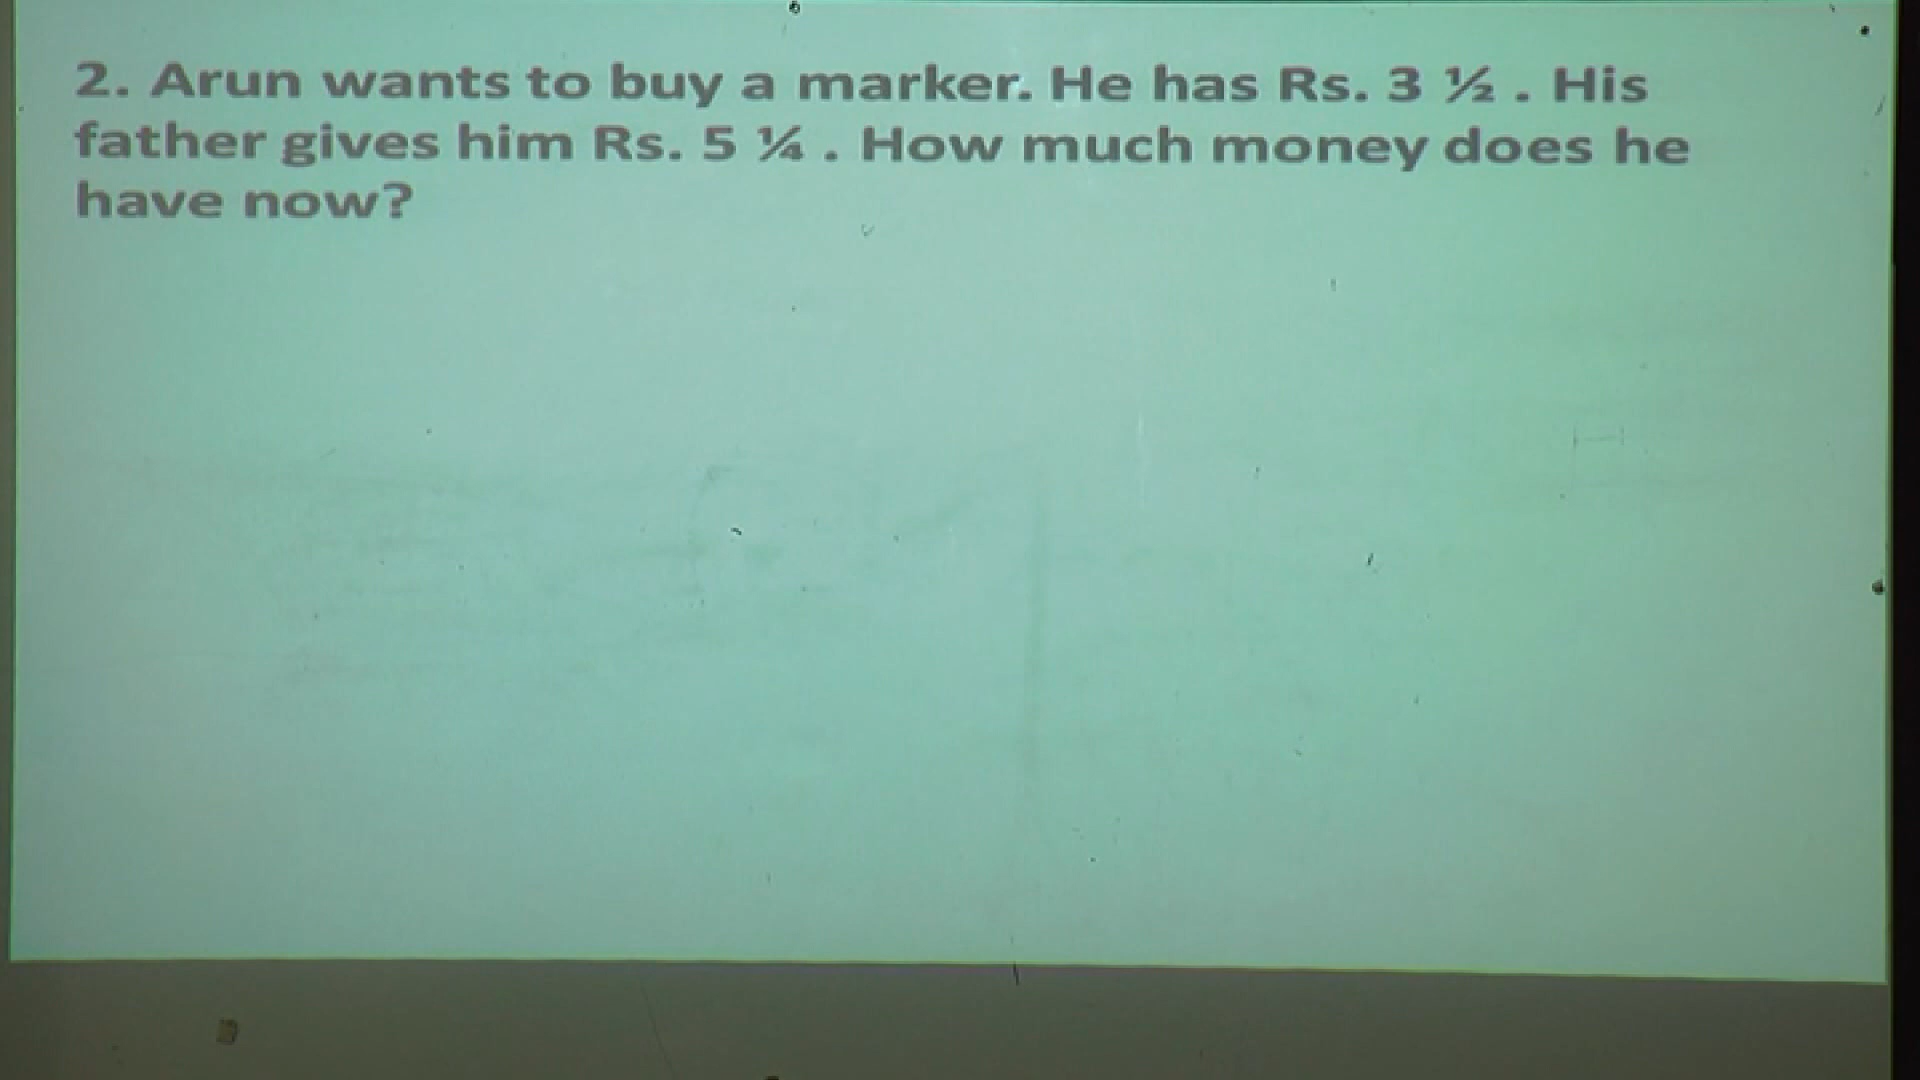 2. Arun wants to buy a marker. He has Rs. 3 ½ . His
father gives him Rs. 5 ¼ . How much money does he
have now?